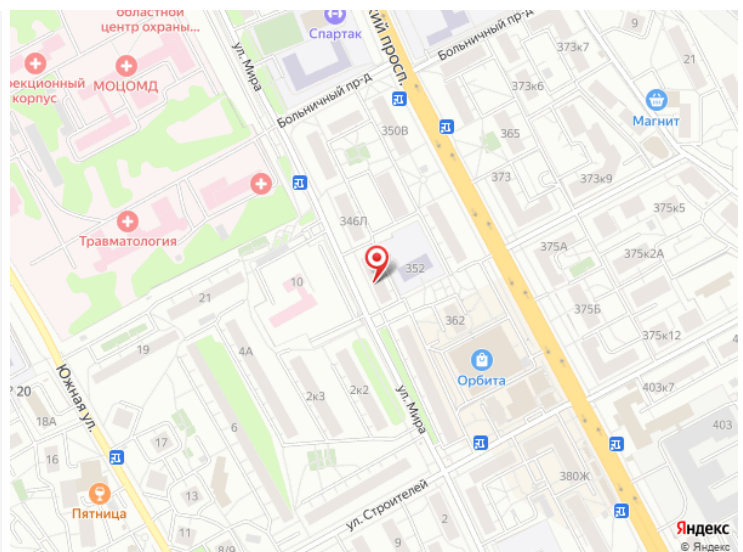 областной
центр охраны...
МОЦОМД
рекционный
корпус
ул. Мира
Спартак
кий просп.
Больничный пр-д
Больничный пр-д
373к7
9
21
373к6
Магнит
350В
365
373
373к9
346Л
375к5
Травматология
375А
375к2А
352
10
21
375Б
362
375к12
19
4А
Орбита
403к7
20
2к3
2к2
ул. Мира
Южная ул.
18А
6
17
403
16
380Ж
13
Пятница
ул. Строителей
11
2
9
8/9
Яндекс
© Яндекс